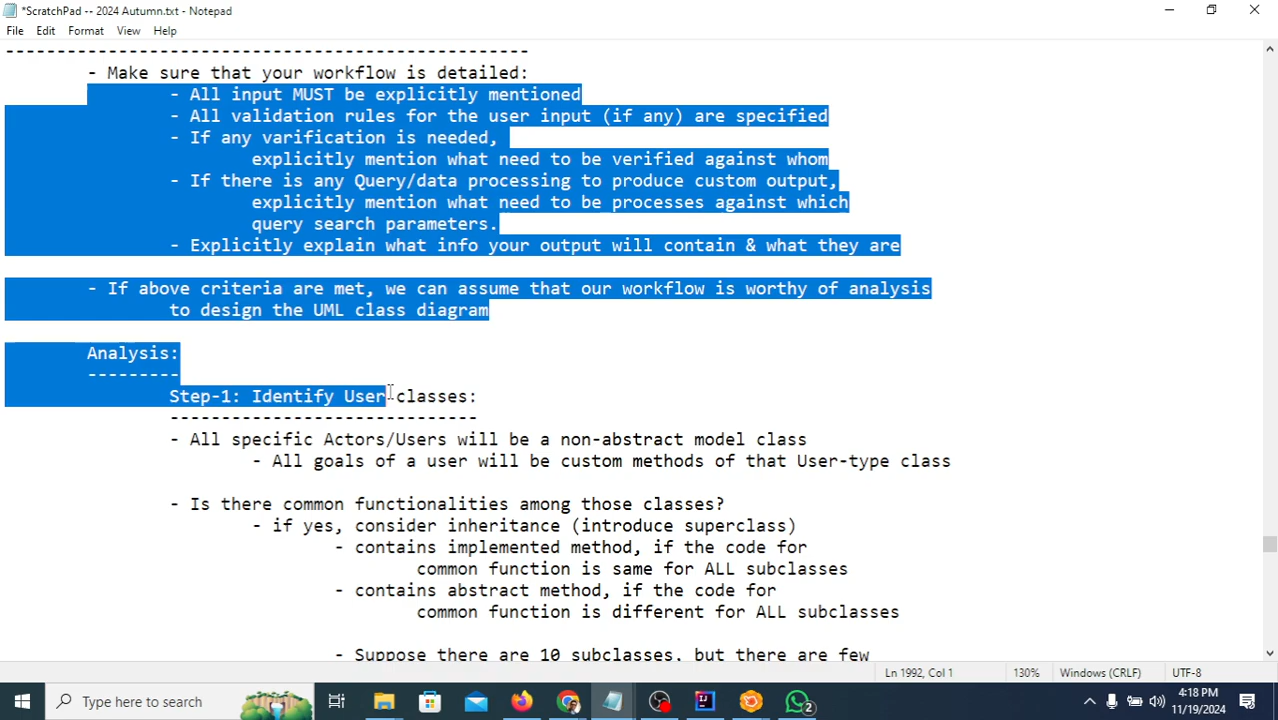 *ScratchPad -- 2024 Autumn.txt - Notepad
File Edit Format View Help
---------------------------------------------------
- Make sure that your workflow is detailed:
- All input MUST be explicitly mentioned
- All validation rules for the user input (if any) are specified
- If any varification is needed,
explicitly mention what need to be verified against whom
- If there is any Query/data processing to produce custom output,
explicitly mention what need to be processes against which
query search parameters.
- Explicitly explain what info your output will contain & what they are
- If above criteria are met, we can assume that our workflow is worthy of analysis
to design the UML class diagram
Analysis:
---------
Step-1: Identify User classes:
------------------------------
- All specific Actors/Users will be a non-abstract model class
- All goals of a user will be custom methods of that User-type class
- Is there common functionalities among those classes?
- if yes, consider inheritance (introduce superclass)
- contains implemented method, if the code for
common function is same for ALL subclasses
- contains abstract method, if the code for
common function is different for ALL subclasses
- Suppose there are 10 subclasses, but there are few
Ln 1992, Col 1 130% Windows (CRLF) UTF-8
Type here to search
2
4:18 PM
11/19/2024